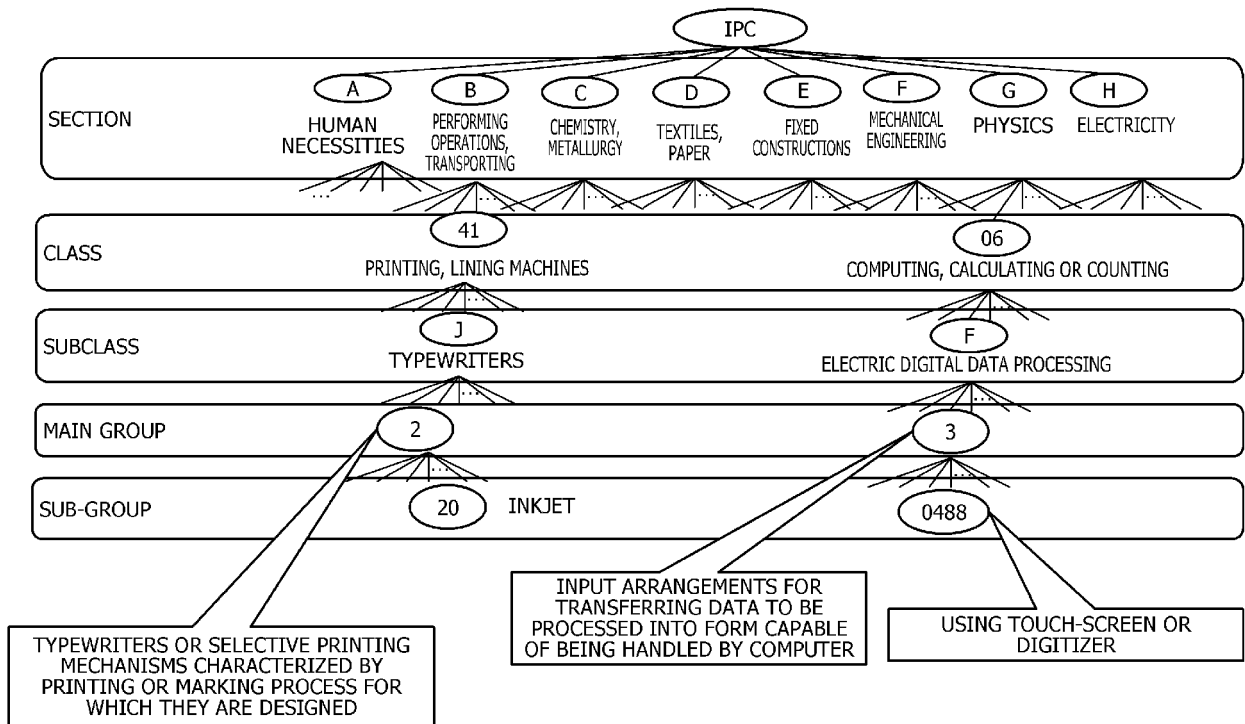 IPC
SECTION
A
B
C
D
E
F
G
H
HUMAN
NECESSITIES
PERFORMING
OPERATIONS,
TRANSPORTING
CHEMISTRY,
METALLURGY
TEXTILES,
PAPER
FIXED
CONSTRUCTIONS
MECHANICAL
ENGINEERING
PHYSICS
ELECTRICITY
...
...
...
...
...
...
...
...
CLASS
41
06
PRINTING, LINING MACHINES
COMPUTING, CALCULATING OR COUNTING
...
...
SUBCLASS
J
F
TYPEWRITERS
ELECTRIC DIGITAL DATA PROCESSING
...
...
MAIN GROUP
2
3
...
...
SUB-GROUP
20
INKJET
0488
TYPEWRITERS OR SELECTIVE PRINTING
MECHANISMS CHARACTERIZED BY
PRINTING OR MARKING PROCESS FOR
WHICH THEY ARE DESIGNED
INPUT ARRANGEMENTS FOR
TRANSFERRING DATA TO BE
PROCESSED INTO FORM CAPABLE
OF BEING HANDLED BY COMPUTER
USING TOUCH-SCREEN OR
DIGITIZER